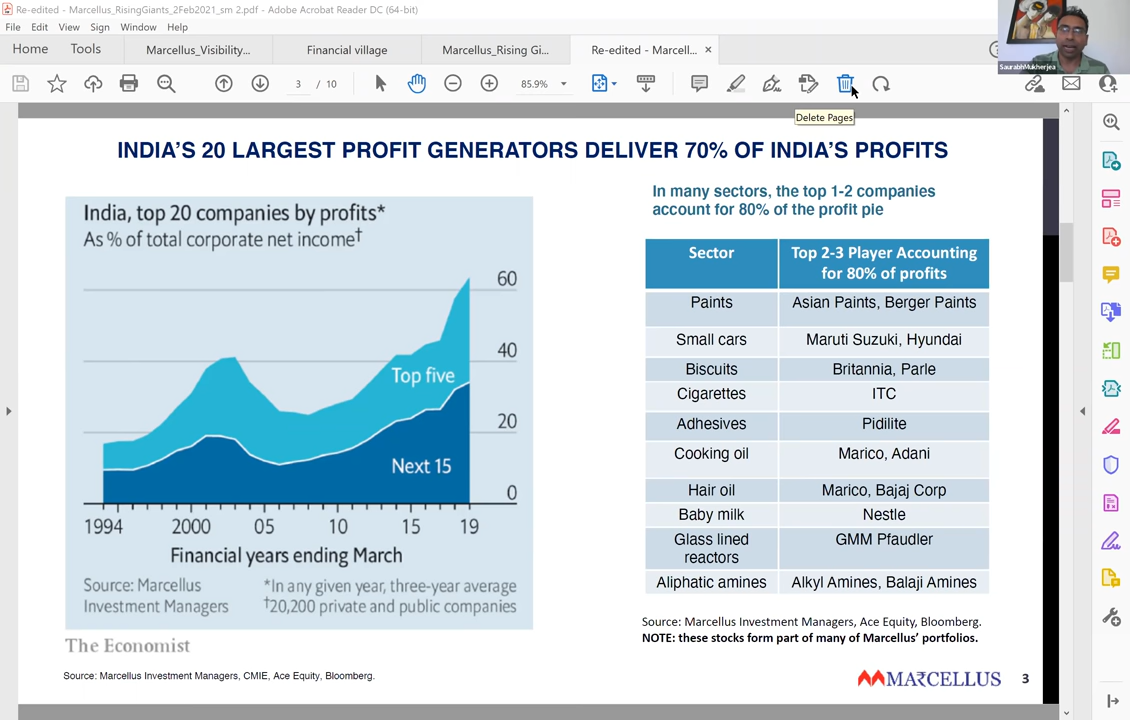 Re-edited - Marcellus_RisingGiants_2Feb2021_sm 2.pdf - Adobe Acrobat Reader DC (64-bit)
File Edit View Sign Window Help
Home Tools Marcellus_Visibility... Financial village Marcellus_Rising Gi... Re-edited - Marcell... ×
SaurabhMukherjea
3 / 10 85.9%
Delete Pages
INDIA'S 20 LARGEST PROFIT GENERATORS DELIVER 70% OF INDIA'S PROFITS
India, top 20 companies by profits*
As % of total corporate net income†
60
40
20
0
Top five
Next 15
1994 2000 05 10 15 19
Financial years ending March
Source: Marcellus
Investment Managers
*In any given year, three-year average
†20,200 private and public companies
The Economist
Source: Marcellus Investment Managers, CMIE, Ace Equity, Bloomberg.
In many sectors, the top 1-2 companies
account for 80% of the profit pie
Sector Top 2-3 Player Accounting
for 80% of profits
Paints Asian Paints, Berger Paints
Small cars Maruti Suzuki, Hyundai
Biscuits Britannia, Parle
Cigarettes ITC
Adhesives Pidilite
Cooking oil Marico, Adani
Hair oil Marico, Bajaj Corp
Baby milk Nestle
Glass lined GMM Pfaudler
reactors
Aliphatic amines Alkyl Amines, Balaji Amines
Source: Marcellus Investment Managers, Ace Equity, Bloomberg.
NOTE: these stocks form part of many of Marcellus' portfolios.
MARCELLUS 3